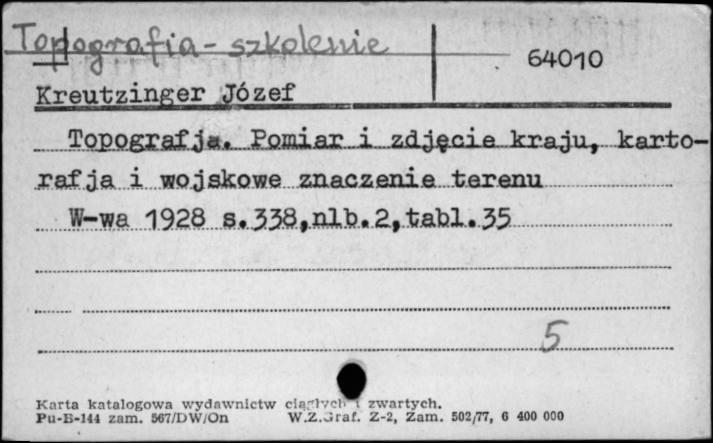 Topografia - szkolenie
64010
Kreutzinger Józef
Topografja. Pomiar i zdjęcie kraju, karto-
rafja i wojskowe znaczenie terenu
W-wa 1928 s.338,nlb.2,tabl.35
5
Karta katalogowa wydawnictw ciągłych i zwartych.
Pu-B-144 zam. 567/DW/On W.Z.Graf. Z-2, Zam. 502/77, 6 400 000